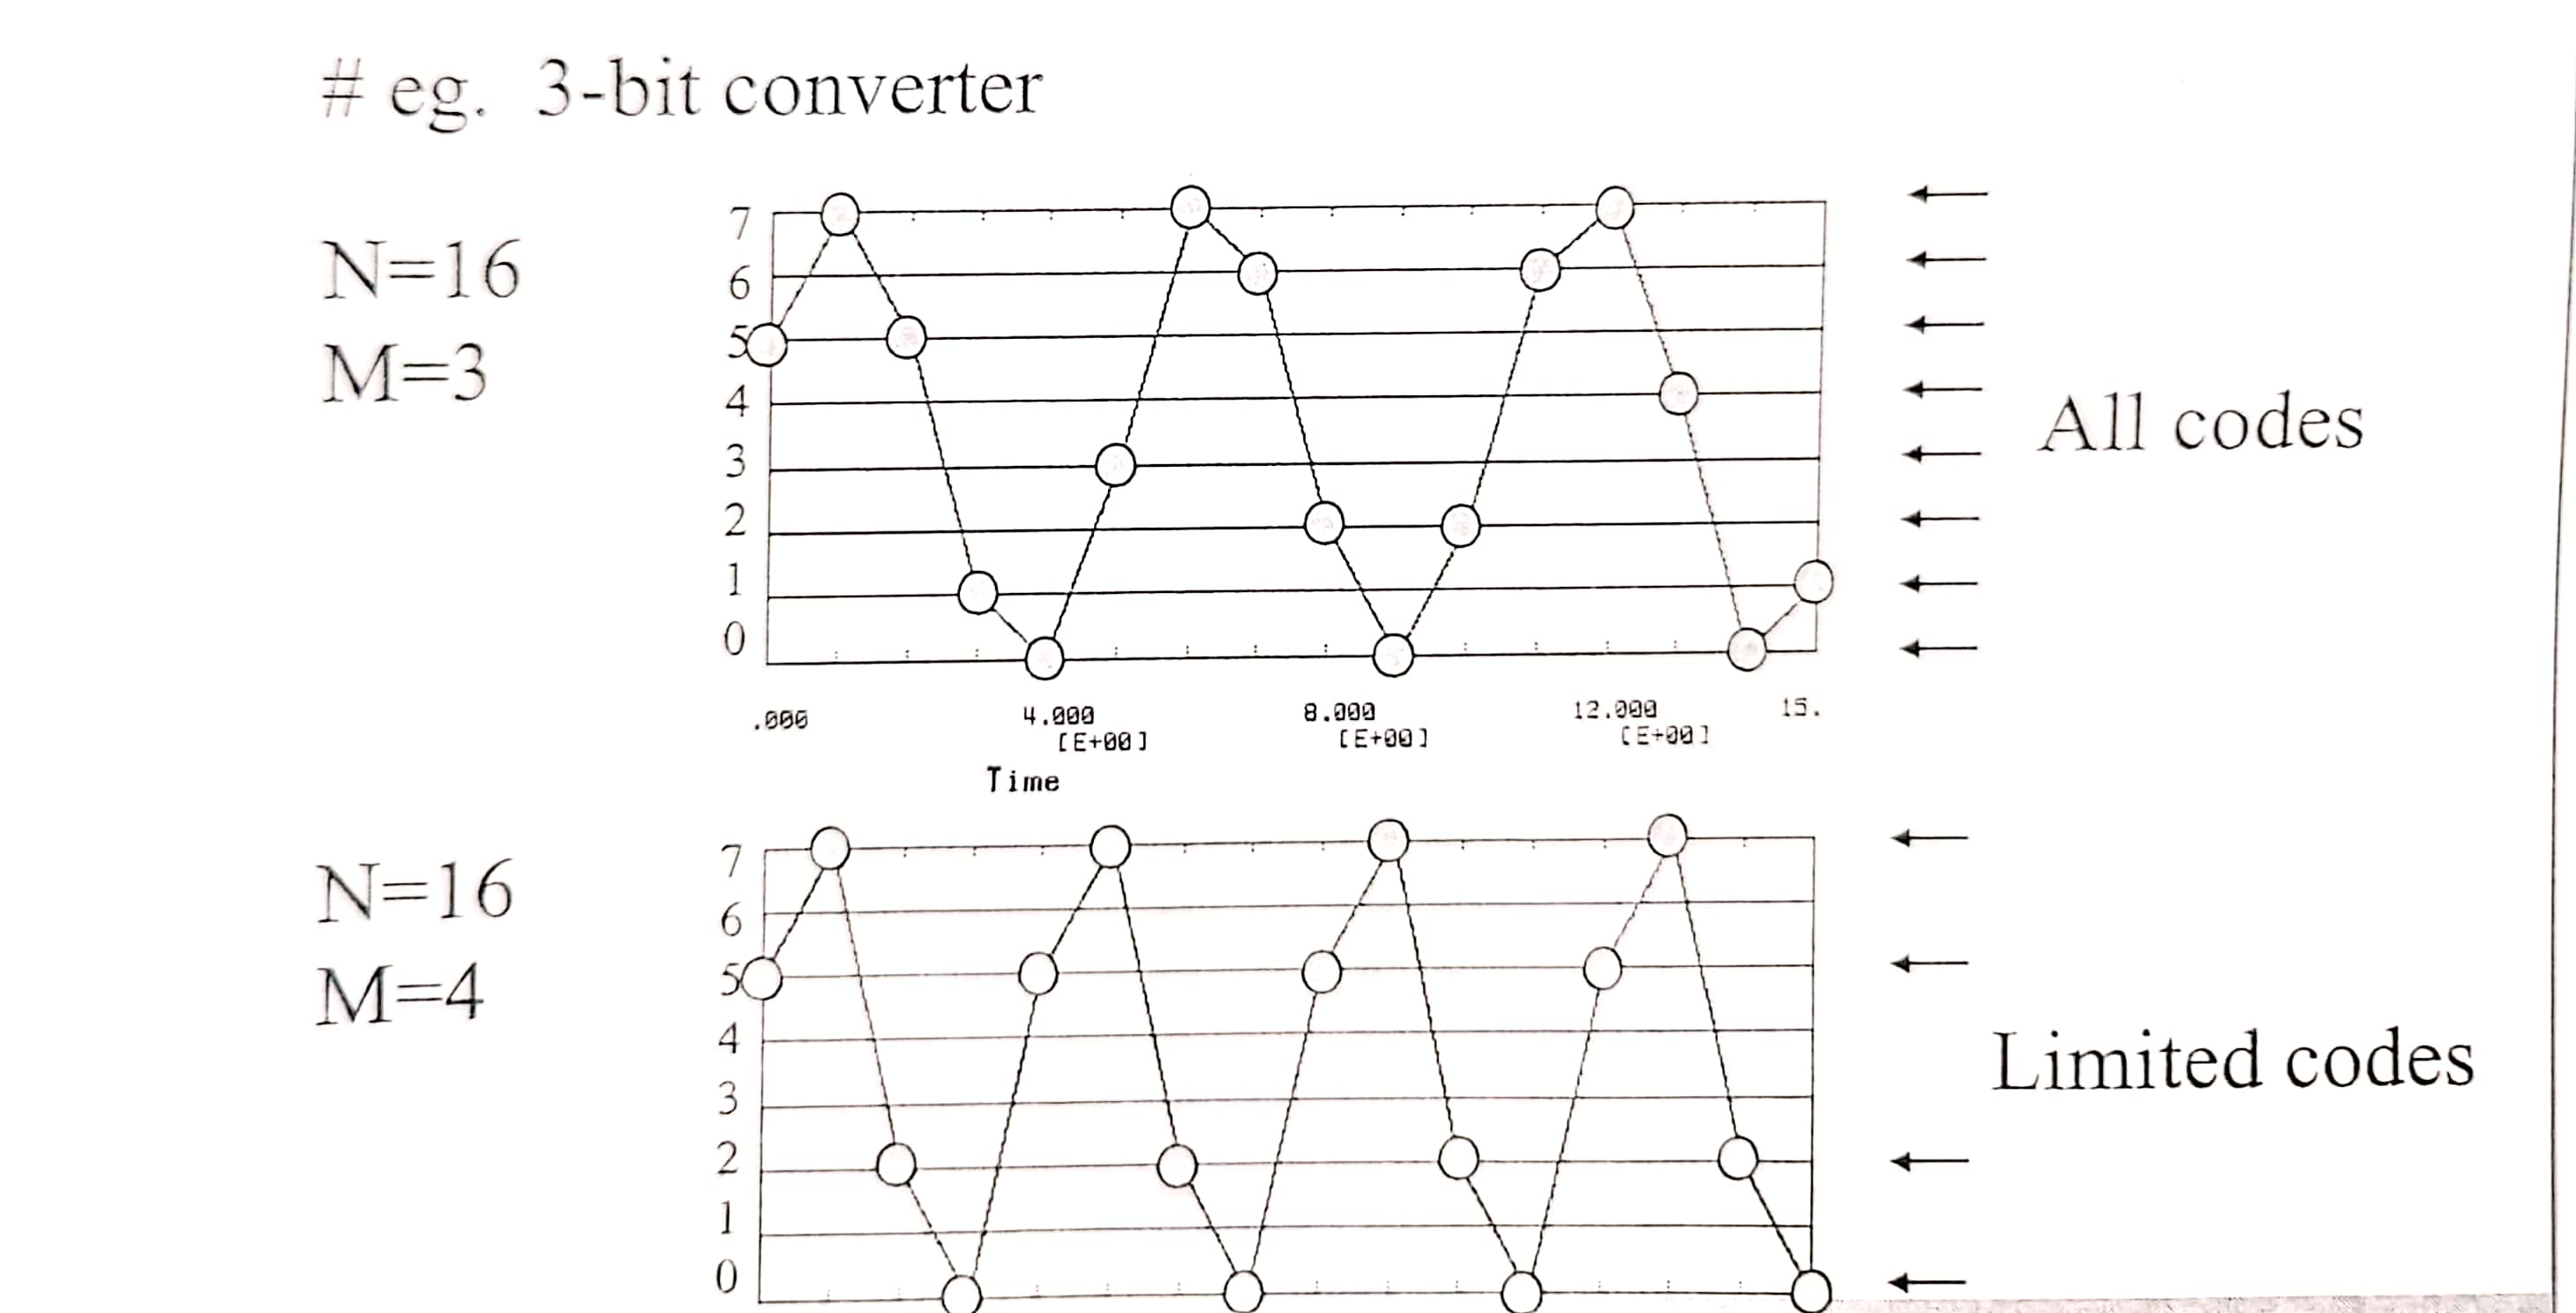 # eg. 3-bit converter
N=16
M=3
7
6
5
4
3
2
1
0
All codes
.000 4.000 8.000 12.000 15.
[E+00] [E+00] [E+00]
Time
N=16
M=4
7
6
5
4
3
2
1
0
Limited codes